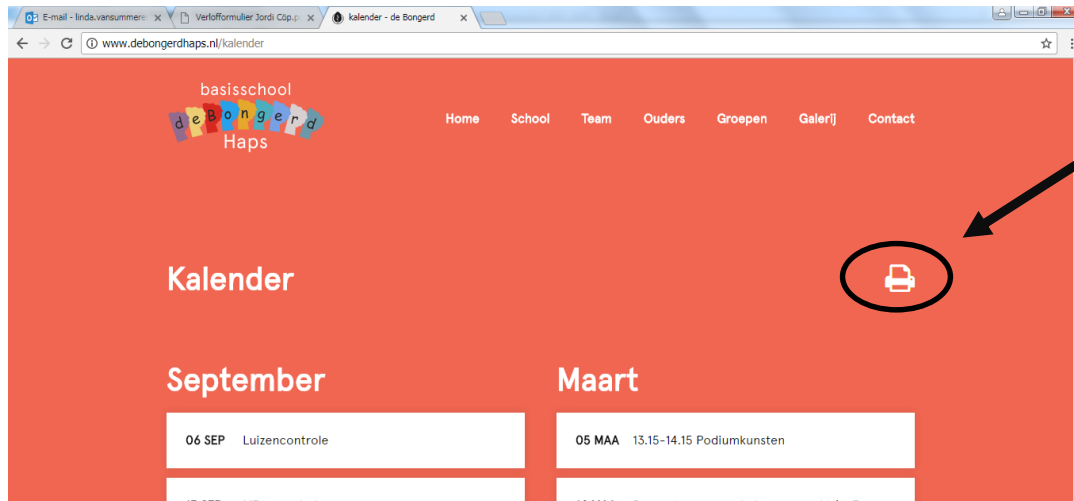 E-mail - linda.vansummere
Verlofformulier Jordi Cöp.p
kalender - de Bongerd
www.debongerdhaps.nl/kalender
basisschool
deBongerd
Haps
Home School Team Ouders Groepen Galerij Contact
Kalender
September
Maart
06 SEP Luizencontrole
05 MAA 13.15-14.15 Podiumkunsten